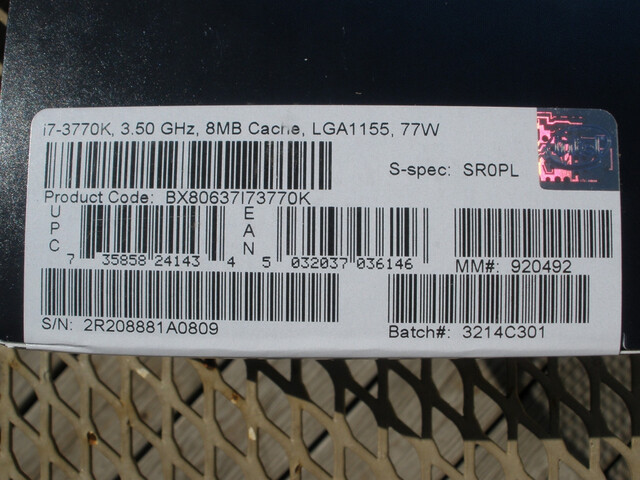 i7-3770K, 3.50 GHz, 8MB Cache, LGA1155, 77W
S-spec: SR0PL
Product Code: BX80637I73770K
UPC
7 35858 24143 4
EAN
5 032037 036146
MM#: 920492
S/N: 2R208881A0809
Batch#: 3214C301